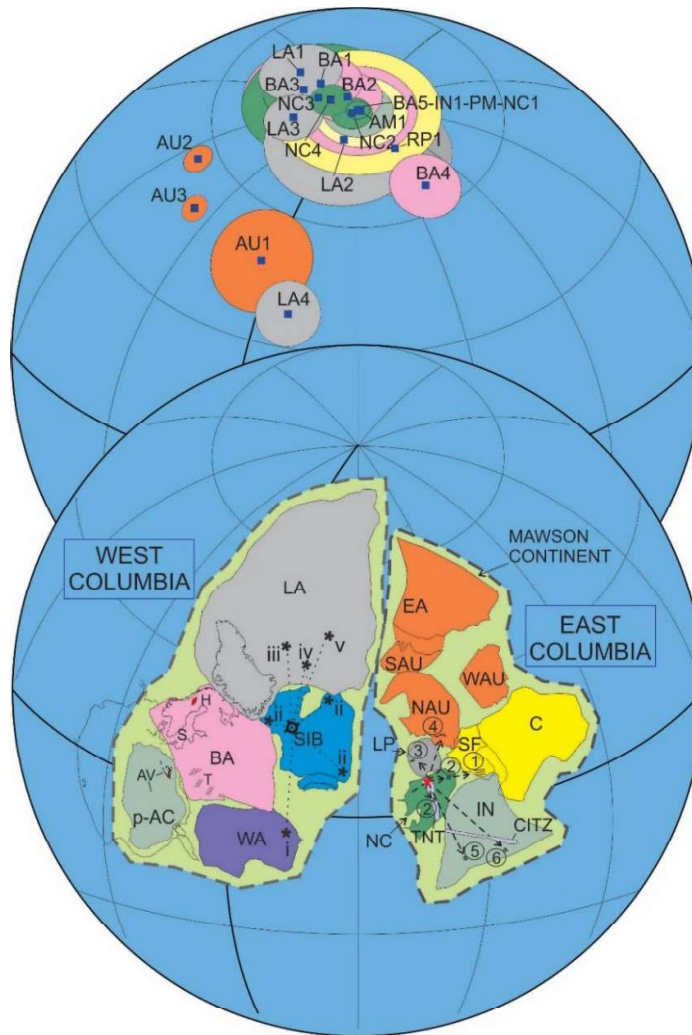 LA1
BA1
BA3
BA2
NC3
BA5-IN1-PM-NC1
AM1
LA3
NC2
RP1
NC4
AU2
LA2
BA4
AU3
AU1
LA4
WEST
COLUMBIA
MAWSON
CONTINENT
LA
EA
EAST
COLUMBIA
iii
iv
v
SAU
WAU
H
NAU
C
S
ii
ii
SIB
4
LP
3
SF
BA
1
AV
ii
2
T
2
IN
p-AC
WA
NC
TNT
CITZ
i
5
6